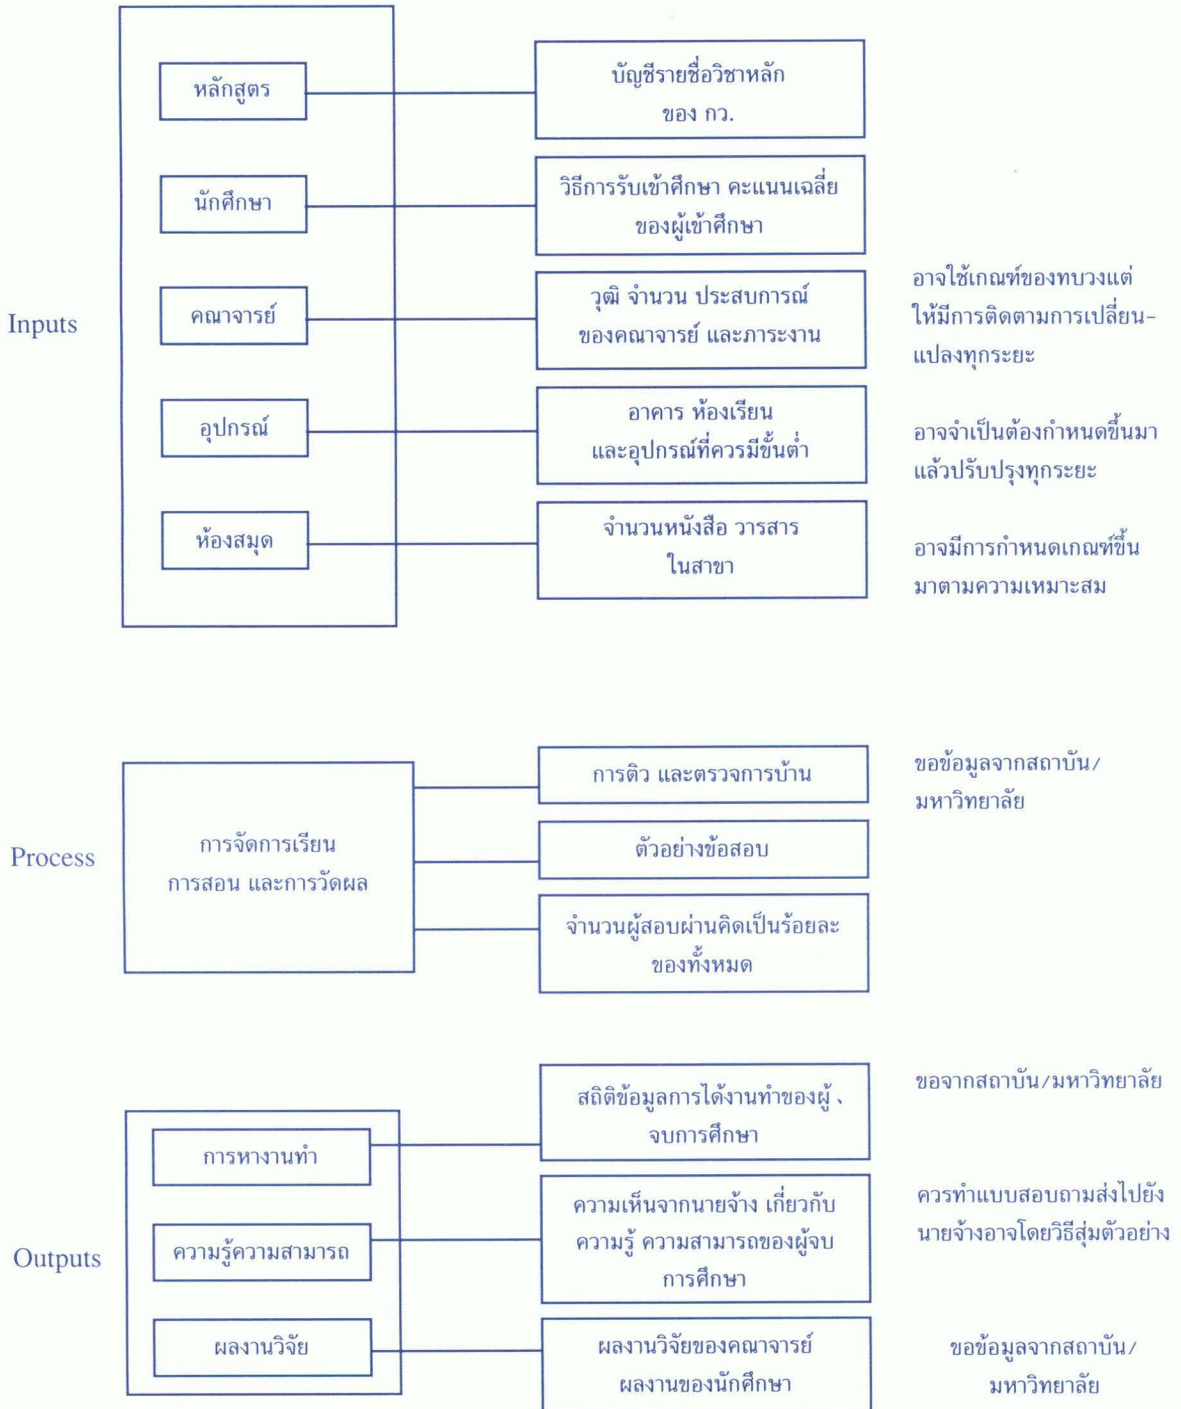 หลักสูตร
บัญชีรายชื่อวิชาหลัก
ของ กว.
นักศึกษา
วิธีการรับเข้าศึกษา คะแนนเฉลี่ย
ของผู้เข้าศึกษา
Inputs
คณาจารย์
วุฒิ จำนวน ประสบการณ์
ของคณาจารย์ และภาระงาน
อาจใช้เกณฑ์ของทบวงแต่
ให้มีการติดตามการเปลี่ยน-
แปลงทุกระยะ
อุปกรณ์
อาคาร ห้องเรียน
และอุปกรณ์ที่ควรมีขั้นต่ำ
อาจจำเป็นต้องกำหนดขึ้นมา
แล้วปรับปรุงทุกระยะ
ห้องสมุด
จำนวนหนังสือ วารสาร
ในสาขา
อาจมีการกำหนดเกณฑ์ขึ้น
มาตามความเหมาะสม
Process
การจัดการเรียน
การสอน และการวัดผล
การติว และตรวจการบ้าน
ขอข้อมูลจากสถาบัน/
มหาวิทยาลัย
ตัวอย่างข้อสอบ
จำนวนผู้สอบผ่านคิดเป็นร้อยละ
ของทั้งหมด
Outputs
การหางานทำ
สถิติข้อมูลการได้งานทำของผู้
จบการศึกษา
ขอจากสถาบัน/มหาวิทยาลัย
ความรู้ความสามารถ
ความเห็นจากนายจ้าง เกี่ยวกับ
ความรู้ ความสามารถของผู้จบ
การศึกษา
ควรทำแบบสอบถามส่งไปยัง
นายจ้างอาจโดยวิธีสุ่มตัวอย่าง
ผลงานวิจัย
ผลงานวิจัยของคณาจารย์
ผลงานของนักศึกษา
ขอข้อมูลจากสถาบัน/
มหาวิทยาลัย